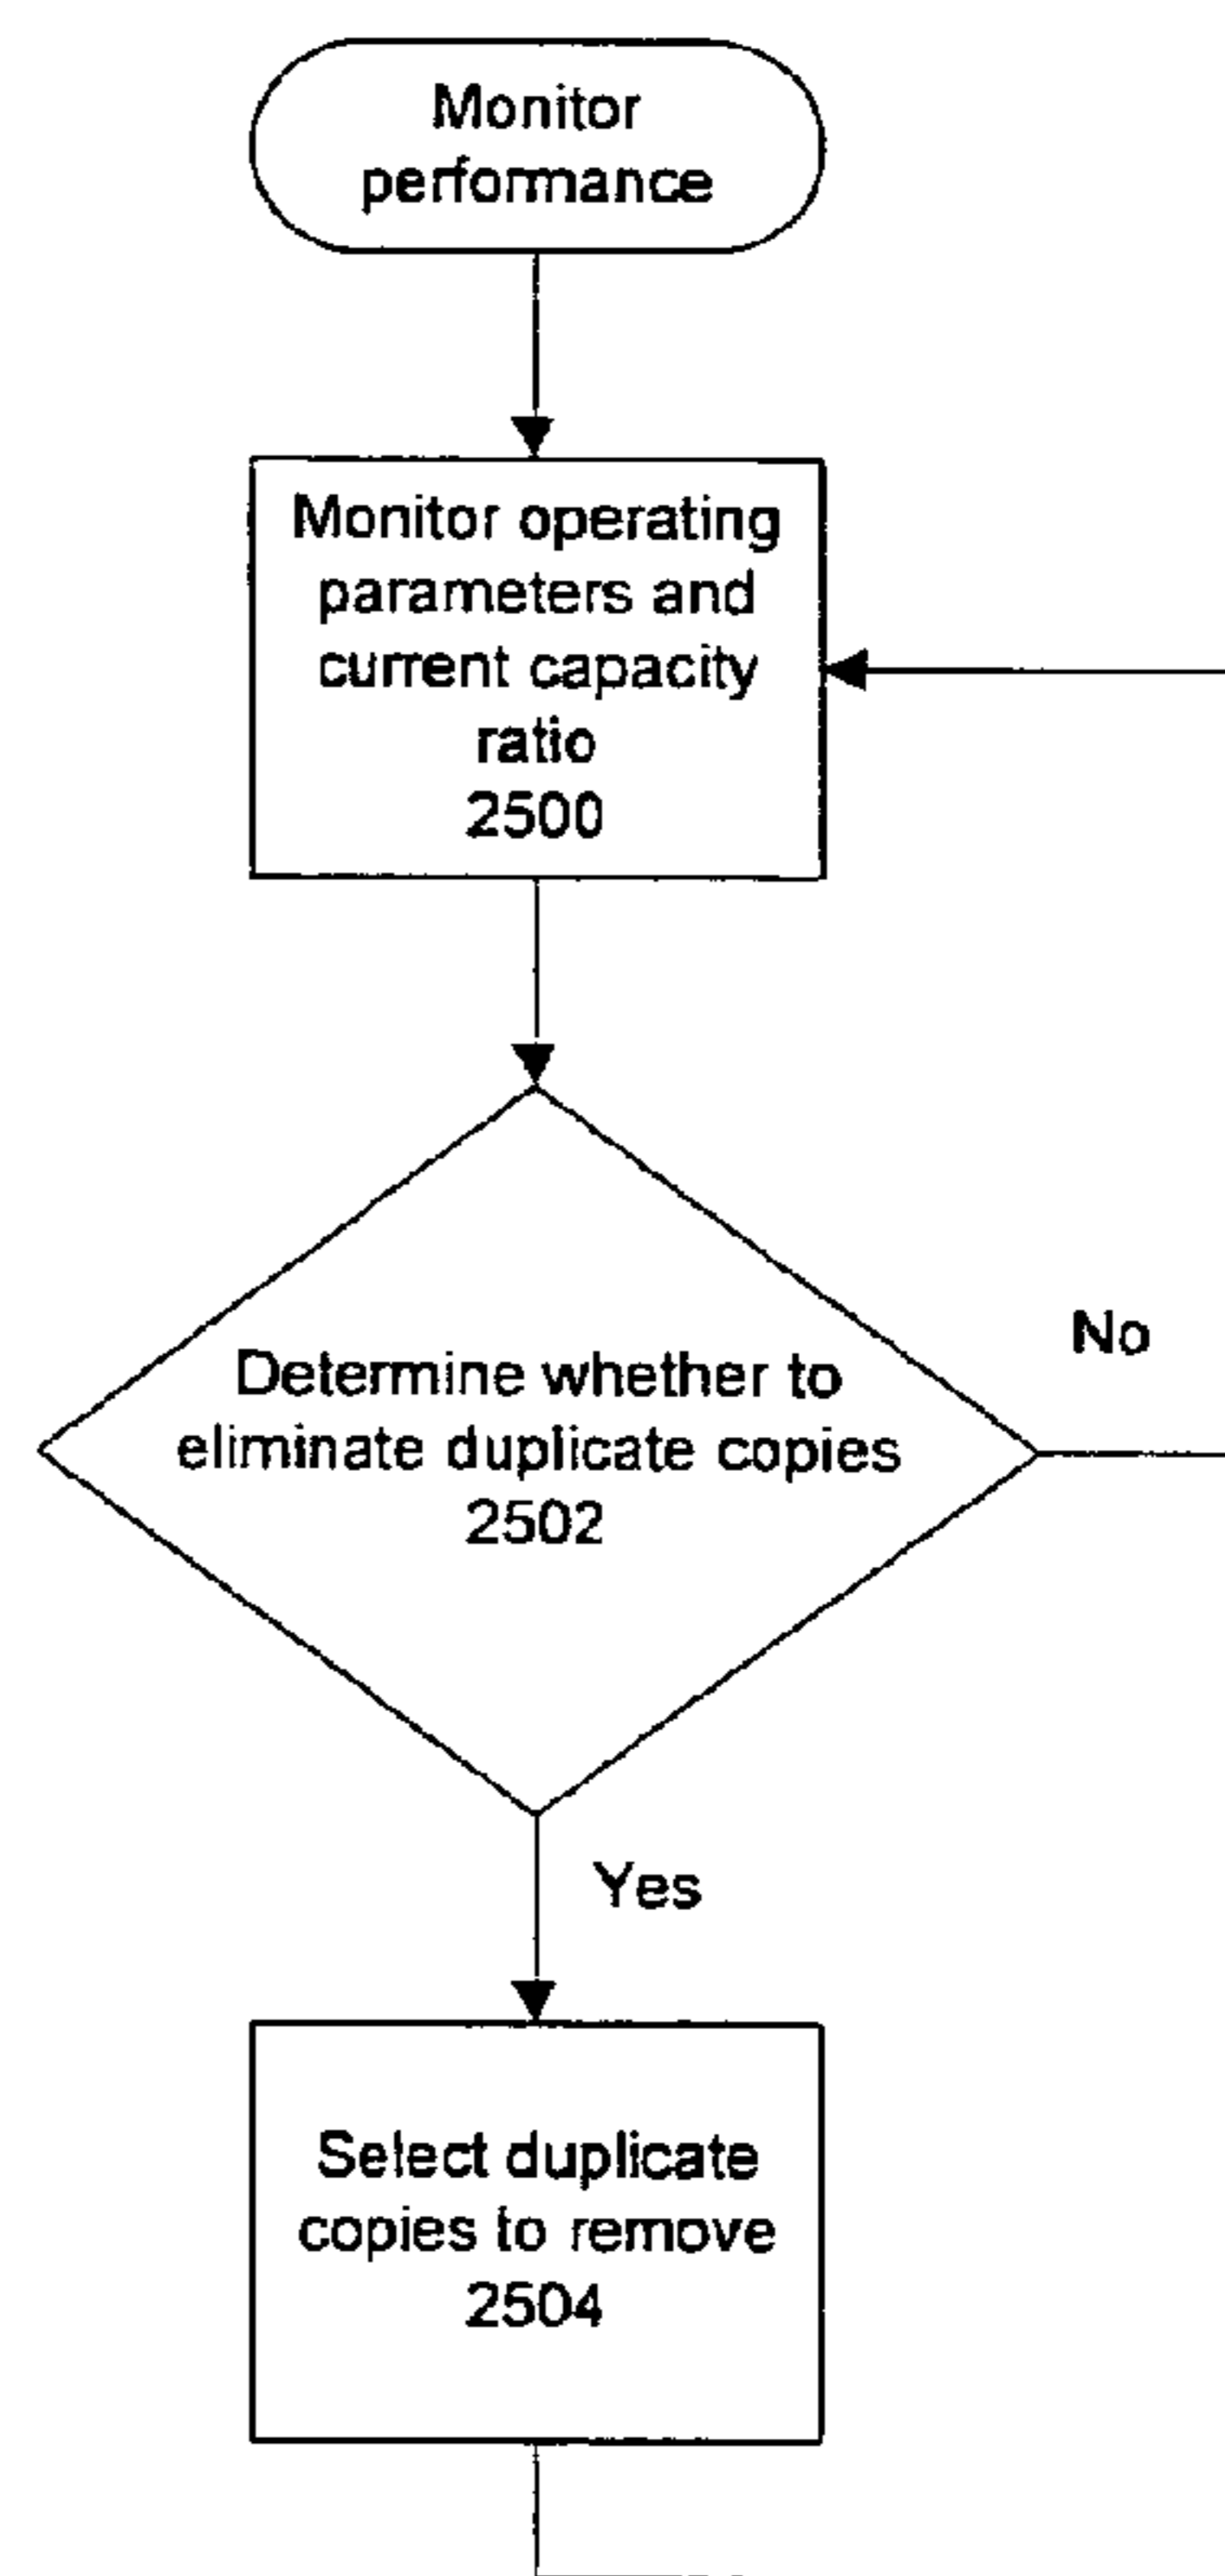 Monitor
performance
Monitor operating
parameters and
current capacity
ratio
2500
Determine whether to
eliminate duplicate copies
2502
No
Yes
Select duplicate
copies to remove
2504